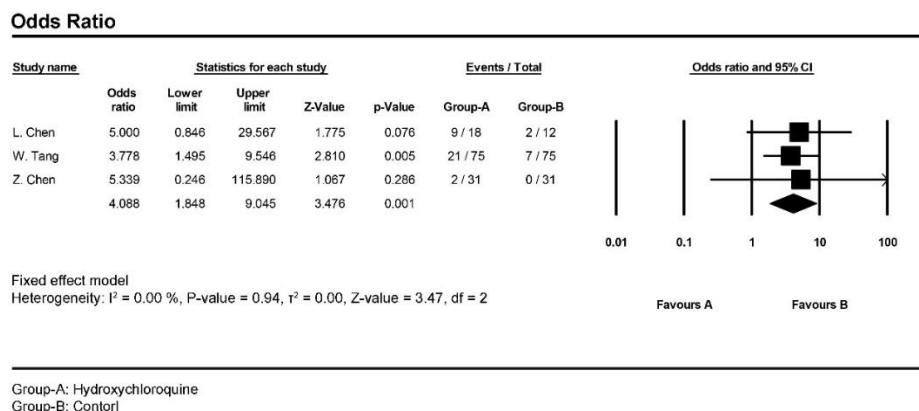 Odds Ratio
Study name Statistics for each study Events / Total Odds ratio and 95% CI
Odds ratio Lower limit Upper limit Z-Value p-Value Group-A Group-B
L. Chen 5.000 0.846 29.567 1.775 0.076 9 / 18 2 / 12
W. Tang 3.778 1.495 9.546 2.810 0.005 21 / 75 7 / 75
Z. Chen 5.339 0.246 115.890 1.067 0.286 2 / 31 0 / 31
4.088 1.848 9.045 3.476 0.001
0.01 0.1 1 10 100
Fixed effect model
Heterogeneity: I² = 0.00 %, P-value = 0.94, τ² = 0.00, Z-value = 3.47, df = 2
Favours A Favours B
Group-A: Hydroxychloroquine
Group-B: Contorl